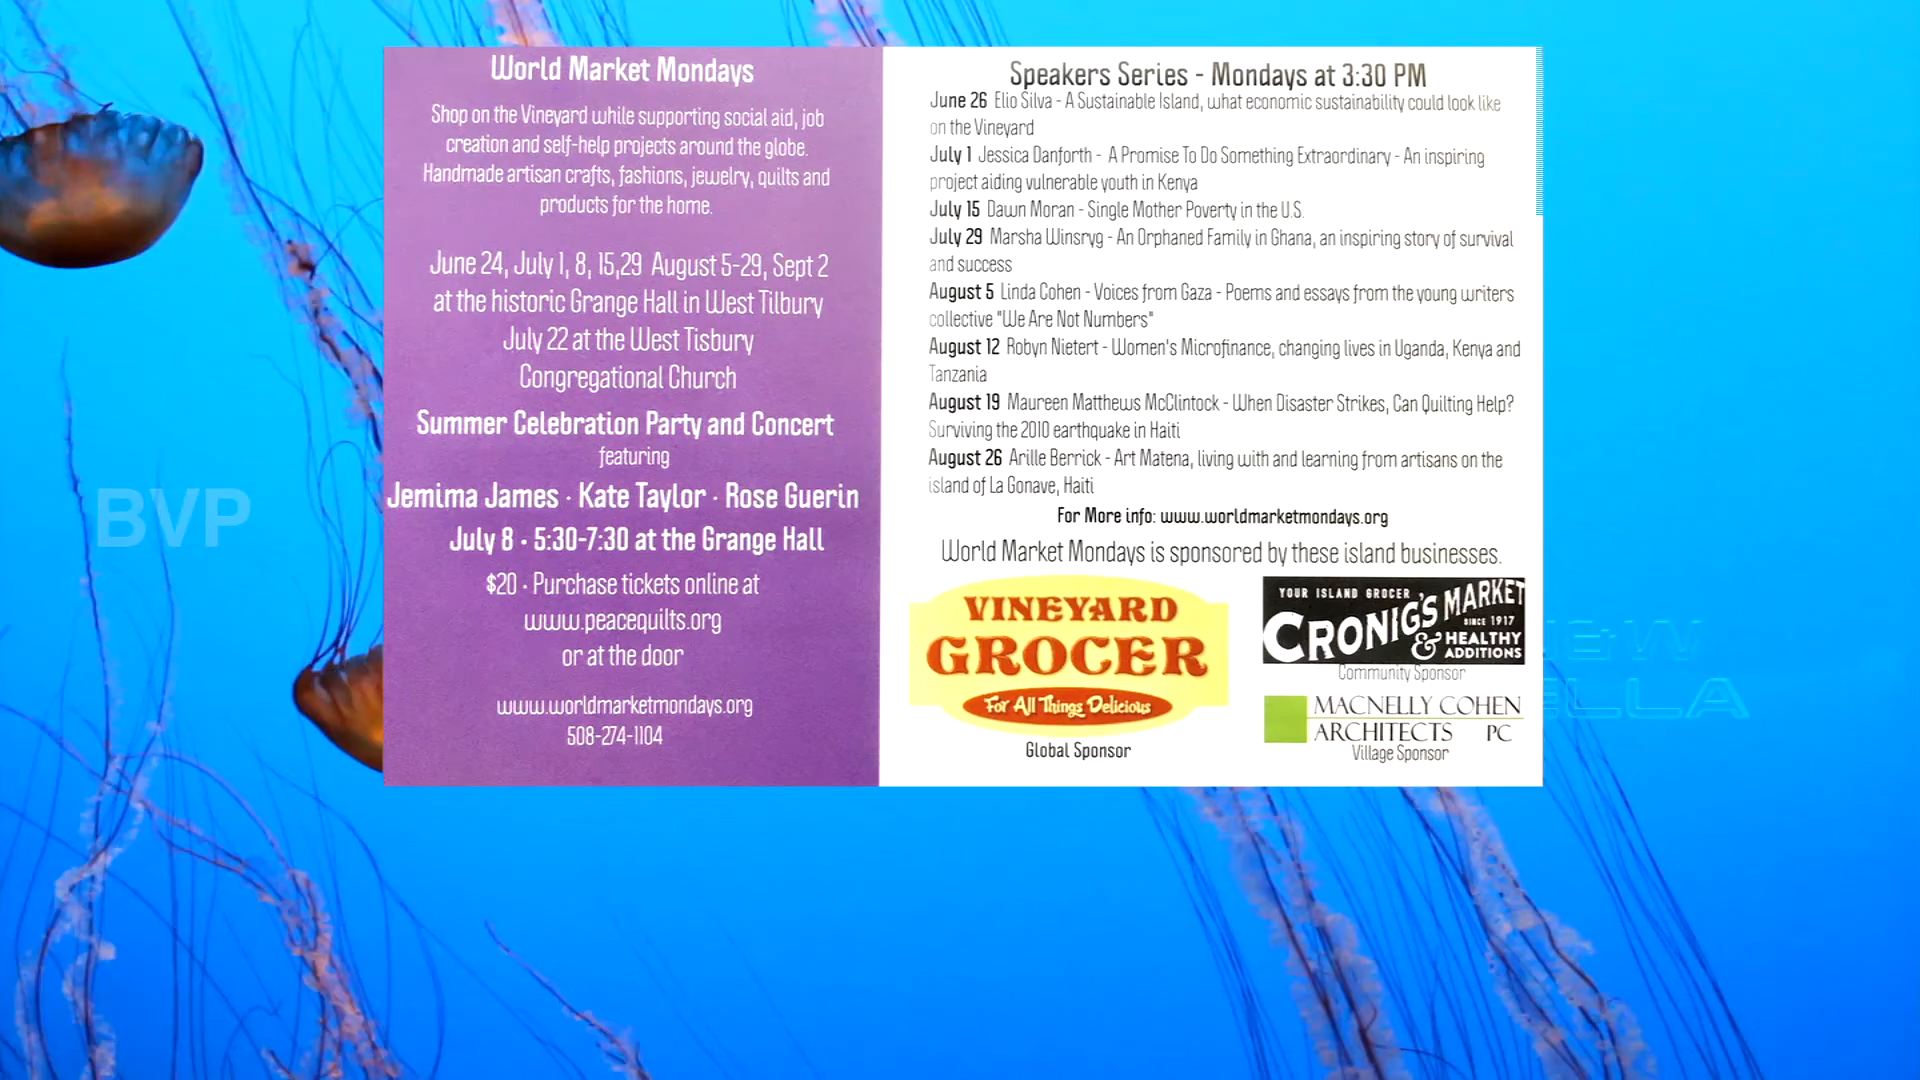 World Market Mondays
Shop on the Vineyard while supporting social aid, job
creation and self-help projects around the globe.
Handmade artisan crafts, fashions, jewelry, quilts and
products for the home.
June 24, July 1, 8, 15,29 August 5-29, Sept 2
at the historic Grange Hall in West Tilbury
July 22 at the West Tisbury
Congregational Church
Summer Celebration Party and Concert
featuring
Jemima James · Kate Taylor · Rose Guerin
July 8 · 5:30-7:30 at the Grange Hall
$20 · Purchase tickets online at
www.peacequilts.org
or at the door
www.worldmarketmondays.org
508-274-1104
Speakers Series - Mondays at 3:30 PM
June 26 Elio Silva - A Sustainable Island, what economic sustainability could look like
on the Vineyard
July 1 Jessica Danforth - A Promise To Do Something Extraordinary - An inspiring
project aiding vulnerable youth in Kenya
July 15 Dawn Moran - Single Mother Poverty in the U.S.
July 29 Marsha Winsryg - An Orphaned Family in Ghana, an inspiring story of survival
and success
August 5 Linda Cohen - Voices from Gaza - Poems and essays from the young writers
collective "We Are Not Numbers"
August 12 Robyn Nietert - Women's Microfinance, changing lives in Uganda, Kenya and
Tanzania
August 19 Maureen Matthews McClintock - When Disaster Strikes, Can Quilting Help?
Surviving the 2010 earthquake in Haiti
August 26 Arille Berrick - Art Matena, living with and learning from artisans on the
island of La Gonave, Haiti
For More info: www.worldmarketmondays.org
World Market Mondays is sponsored by these island businesses.
VINEYARD
GROCER
For All Things Delicious
Global Sponsor
YOUR ISLAND GROCER
CRONIG'S MARKET
SINCE 1917
& HEALTHY
ADDITIONS
Community Sponsor
MACNELLY COHEN
ARCHITECTS PC
Village Sponsor
BVP